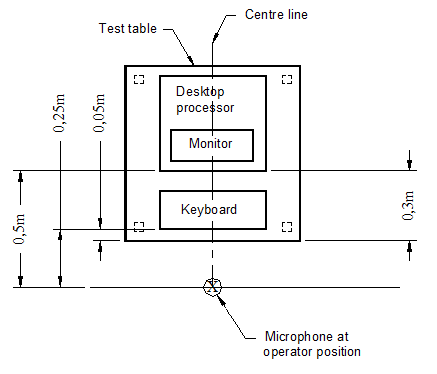 Centre line
Test table
Desktop
processor
Monitor
Keyboard
0,25m
0,05m
0,5m
0,3m
X
Microphone at
operator position